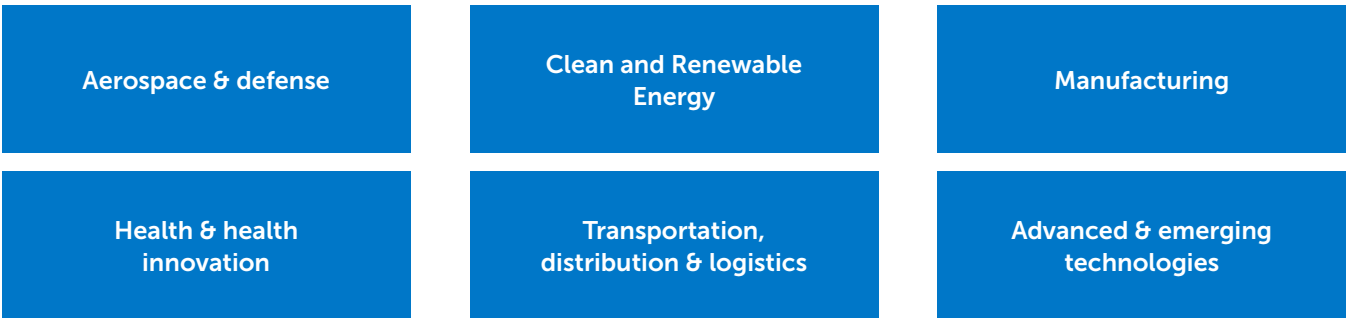 Aerospace & defense
Clean and Renewable
Energy
Manufacturing
Health & health
innovation
Transportation,
distribution & logistics
Advanced & emerging
technologies